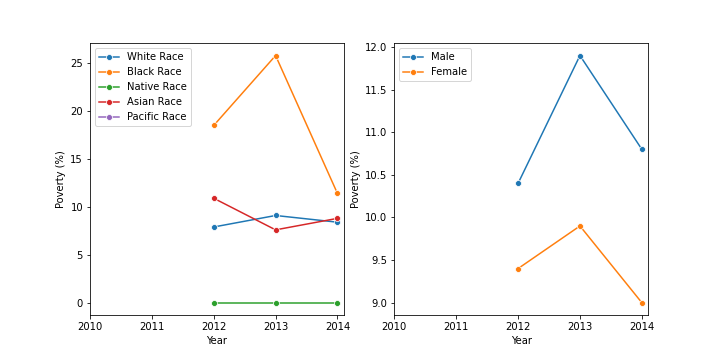 White Race
Black Race
Native Race
Asian Race
Pacific Race
25
20
15
10
5
0
Poverty (%)
2010 2011 2012 2013 2014
Year
Male
Female
12.0
11.5
11.0
10.5
10.0
9.5
9.0
Poverty (%)
2010 2011 2012 2013 2014
Year